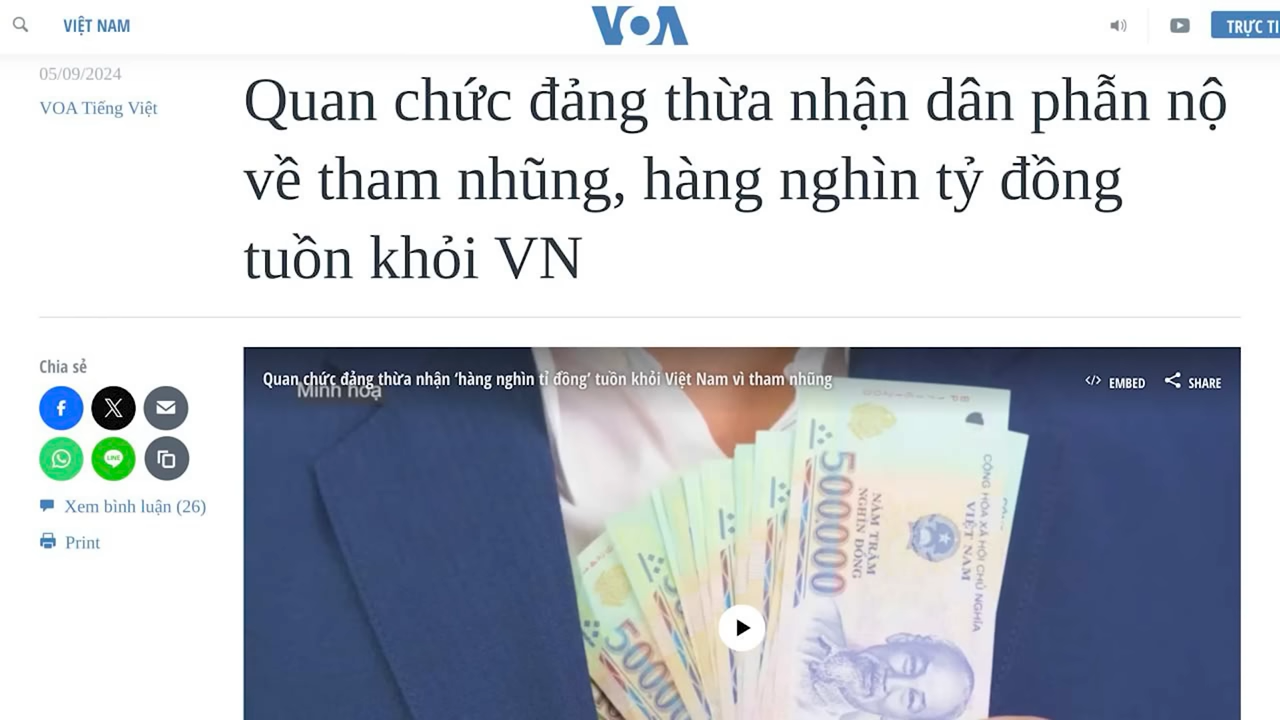 VIỆT NAM
VOA
TRỰC TI
05/09/2024
VOA Tiếng Việt
Quan chức đảng thừa nhận dân phẫn nộ
về tham nhũng, hàng nghìn tỷ đồng
tuồn khỏi VN
Chia sẻ
LINE
Xem bình luận (26)
Print
Quan chức đảng thừa nhận ‘hàng nghìn tỉ đồng’ tuồn khỏi Việt Nam vì tham nhũng
EMBED
SHARE
Minh hoạ
CỘNG HÒA XÃ HỘI CHỦ NGHĨA
VIỆT NAM
NĂM TRĂM
NGHÌN ĐỒNG
500000
50000